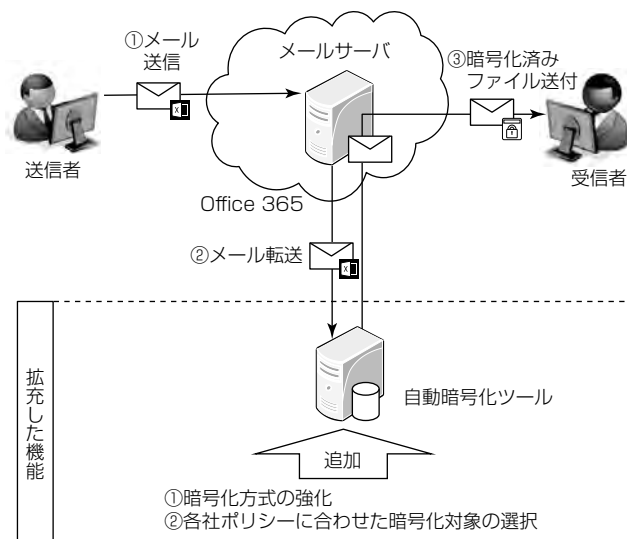 ①メール
送信
メールサーバ
③暗号化済み
ファイル送付
送信者
受信者
Office 365
②メール転送
拡充した機能
自動暗号化ツール
追加
①暗号化方式の強化
②各社ポリシーに合わせた暗号化対象の選択